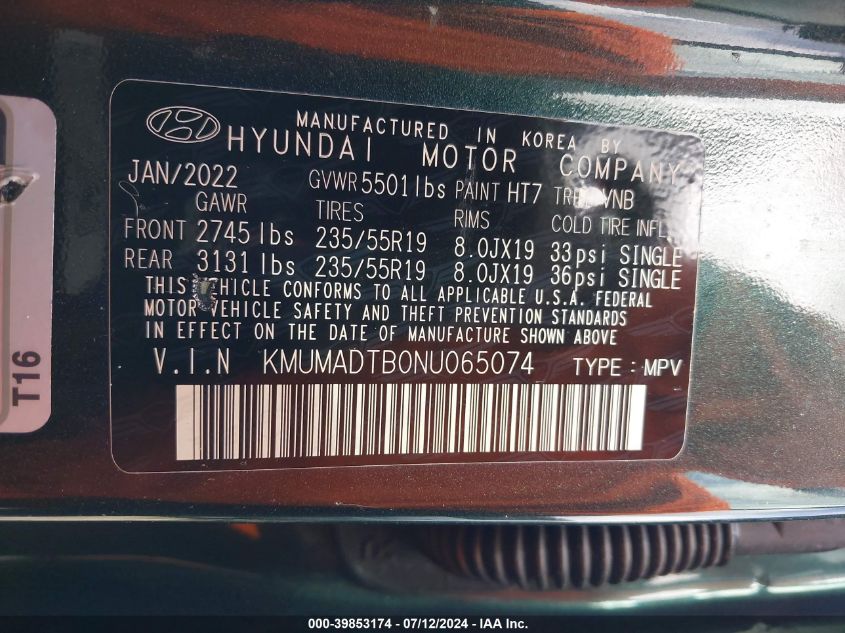 MANUFACTURED IN KOREA BY
HYUNDAI MOTOR COMPANY
JAN/2022 GVWR 5501 lbs PAINT HT7 VNB
GAWR TIRES RIMS COLD TIRE INFL
FRONT 2745 lbs 235/55R19 8.0JX19 33psi SINGLE
REAR 3131 lbs 235/55R19 8.0JX19 36psi SINGLE
THIS VEHICLE CONFORMS TO ALL APPLICABLE U.S.A. FEDERAL
MOTOR VEHICLE SAFETY AND THEFT PREVENTION STANDARDS
IN EFFECT ON THE DATE OF MANUFACTURE SHOWN ABOVE
V.I.N KMUMADTB0NU065074 TYPE: MPV
T16
000-39853174 - 07/12/2024 - IAA Inc.